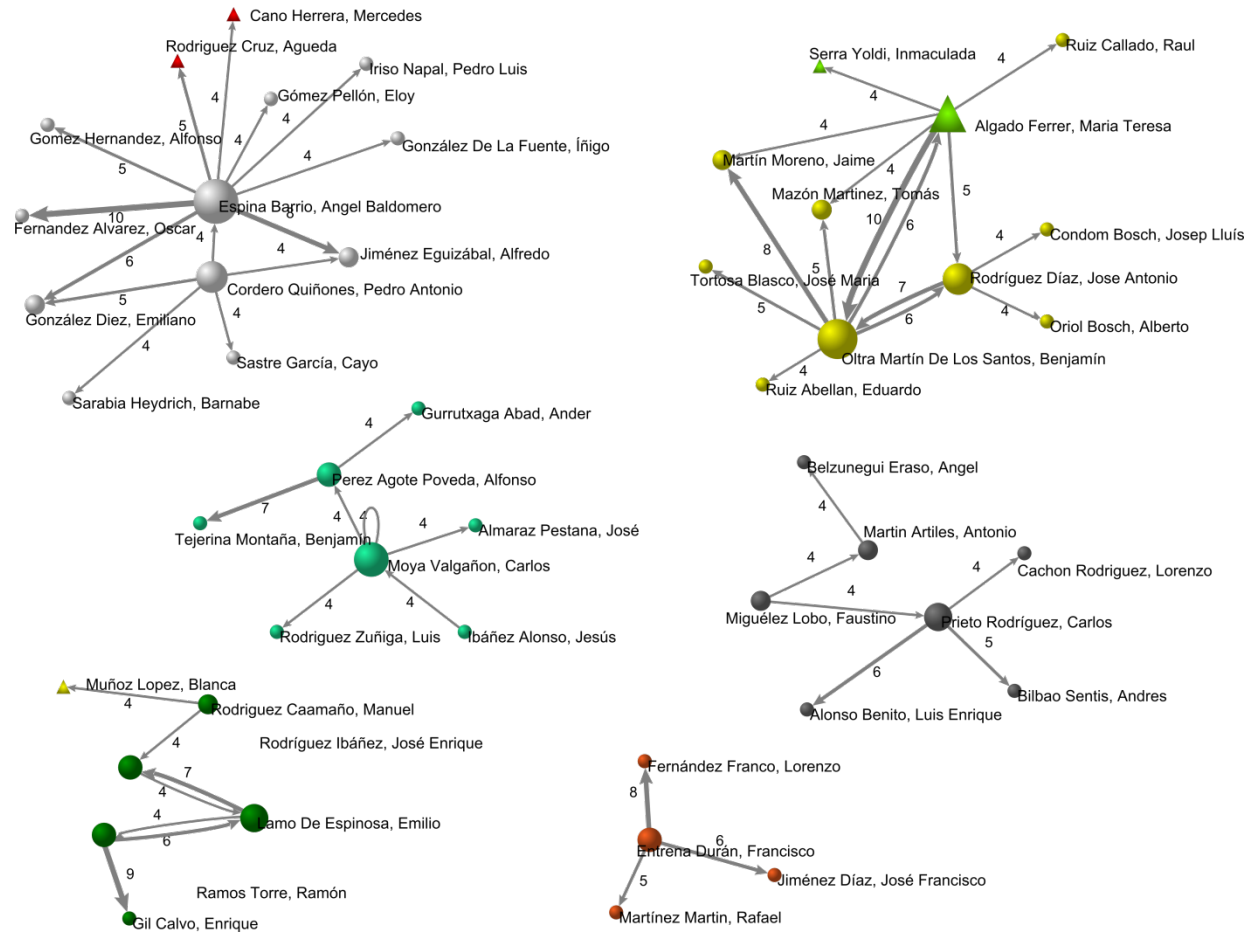 Cano Herrera, Mercedes
Rodriguez Cruz, Agueda
Iriso Napal, Pedro Luis
4
Gómez Pellón, Eloy
4
5
4
Gomez Hernandez, Alfonso
González De La Fuente, Íñigo
4
5
Espina Barrio, Angel Baldomero
8
10
Fernandez Alvarez, Oscar
4
4
Jiménez Eguizábal, Alfredo
6
Cordero Quiñones, Pedro Antonio
5
4
González Diez, Emiliano
4
Sastre García, Cayo
Sarabia Heydrich, Barnabe
Ruiz Callado, Raul
Serra Yoldi, Inmaculada
4
4
Algado Ferrer, Maria Teresa
4
Martín Moreno, Jaime
4
Mazón Martinez, Tomás
5
10
6
4
Condom Bosch, Josep Lluís
8
5
Tortosa Blasco, José Maria
Rodríguez Díaz, Jose Antonio
7
5
6
4
Oriol Bosch, Alberto
Oltra Martín De Los Santos, Benjamín
4
Ruiz Abellan, Eduardo
Gurrutxaga Abad, Ander
4
Perez Agote Poveda, Alfonso
7
4
4
4
Almaraz Pestana, José
Tejerina Montaña, Benjamín
Moya Valgañon, Carlos
4
4
Rodriguez Zuñiga, Luis
Ibáñez Alonso, Jesús
Belzunegui Eraso, Angel
4
Martin Artiles, Antonio
4
4
Cachon Rodriguez, Lorenzo
4
Miguélez Lobo, Faustino
Prieto Rodríguez, Carlos
5
6
Bilbao Sentis, Andres
Alonso Benito, Luis Enrique
Muñoz Lopez, Blanca
4
Rodriguez Caamaño, Manuel
4
Rodríguez Ibáñez, José Enrique
7
4
4
Lamo De Espinosa, Emilio
6
9
Ramos Torre, Ramón
Gil Calvo, Enrique
Fernández Franco, Lorenzo
8
6
Entrena Durán, Francisco
5
Jiménez Díaz, José Francisco
Martínez Martin, Rafael